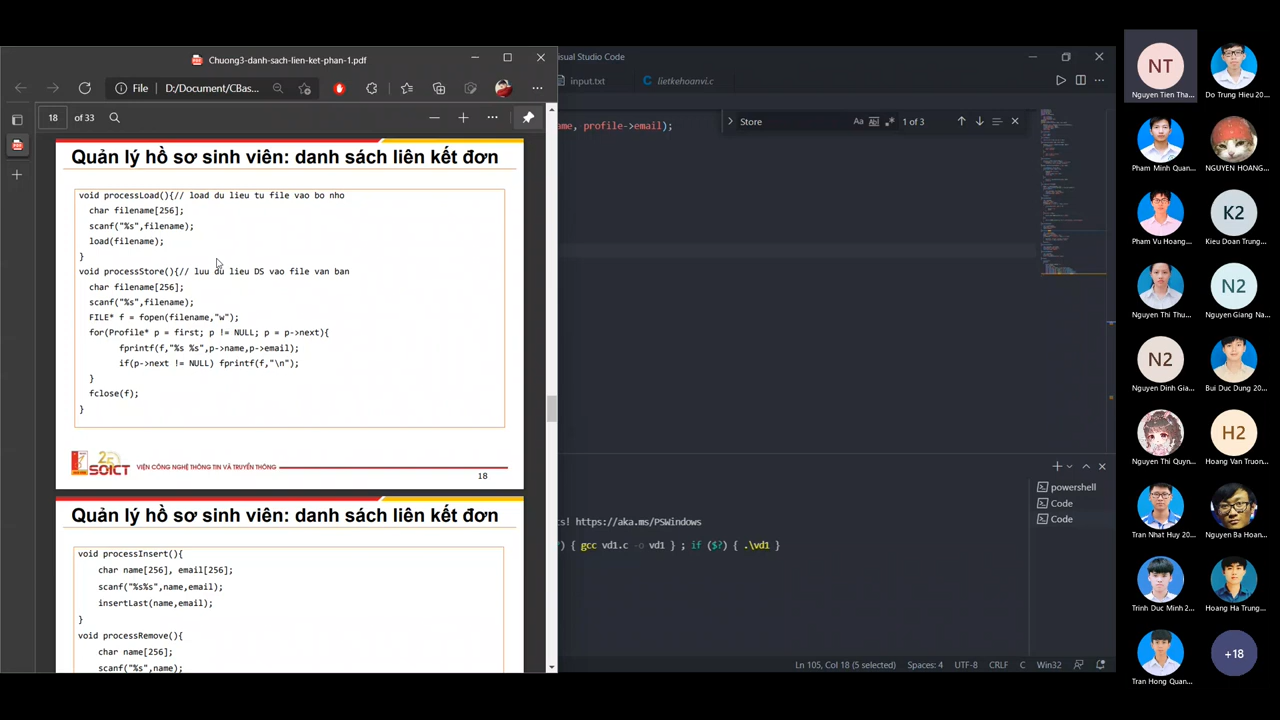 Chuong3-danh-sach-lien-ket-phan-1.pdf
File
D:/Document/CBas...
18 of 33
Quản lý hồ sơ sinh viên: danh sách liên kết đơn
void processLoad(){// load du lieu tu file vao bo nho
char filename[256];
scanf("%s",filename);
load(filename);
}
void processStore(){// luu du lieu DS vao file van ban
char filename[256];
scanf("%s",filename);
FILE* f = fopen(filename,"w");
for(Profile* p = first; p != NULL; p = p->next){
fprintf(f,"%s %s",p->name,p->email);
if(p->next != NULL) fprintf(f,"\n");
}
fclose(f);
}
25
SOICT
VIỆN CÔNG NGHỆ THÔNG TIN VÀ TRUYỀN THÔNG
18
Quản lý hồ sơ sinh viên: danh sách liên kết đơn
void processInsert(){
char name[256], email[256];
scanf("%s%s",name,email);
insertLast(name,email);
}
void processRemove(){
char name[256];
scanf("%s",name);
isual Studio Code
input.txt
C lietkehoanvi.c
me, profile->email);
Store
Aa
1 of 3
powershell
Code
Code
ts! https://aka.ms/PSWindows
) { gcc vd1.c -o vd1 } ; if ($?) { .\vd1 }
Ln 105, Col 18 (5 selected)
Spaces: 4
UTF-8
CRLF
C
Win32
NT
Nguyen Tien Tha...
Do Trung Hieu 20...
Pham Minh Quan...
NGUYEN HOANG...
Pham Vu Hoang...
K2
Kieu Doan Trung...
Nguyen Thi Thu...
N2
Nguyen Giang Na...
N2
Nguyen Dinh Gia...
Bui Duc Dung 20...
Nguyen Thi Quyn...
H2
Hoang Van Truon...
Tran Nhat Huy 20...
Nguyen Ba Hoan...
Trinh Duc Minh 2...
Hoang Ha Trung...
Tran Hong Quan...
+18